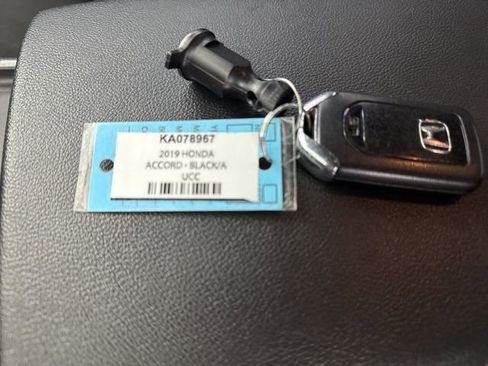 KA078967
2019 HONDA
ACCORD - BLACK/A
UCC